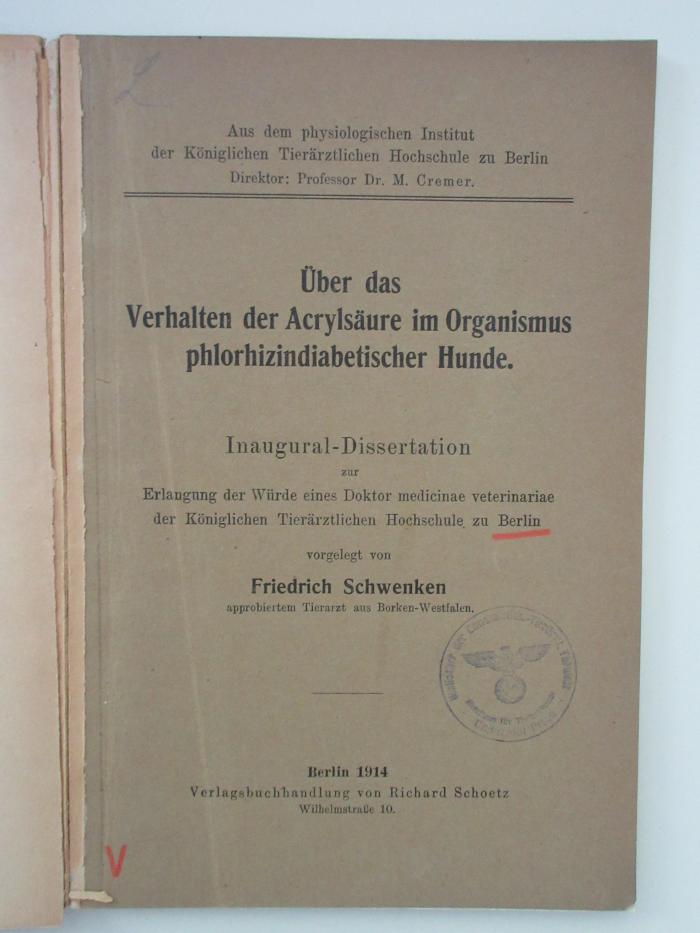 Aus dem physiologischen Institut
der Königlichen Tierärztlichen Hochschule zu Berlin
Direktor: Professor Dr. M. Cremer.
Über das
Verhalten der Acrylsäure im Organismus
phlorhizindiabetischer Hunde.
Inaugural-Dissertation
zur
Erlangung der Würde eines Doktor medicinae veterinariae
der Königlichen Tierärztlichen Hochschule zu Berlin
vorgelegt von
Friedrich Schwenken
approbiertem Tierarzt aus Borken-Westfalen.
Berlin 1914
Verlagsbuchhandlung von Richard Schoetz
Wilhelmstraße 10.
V